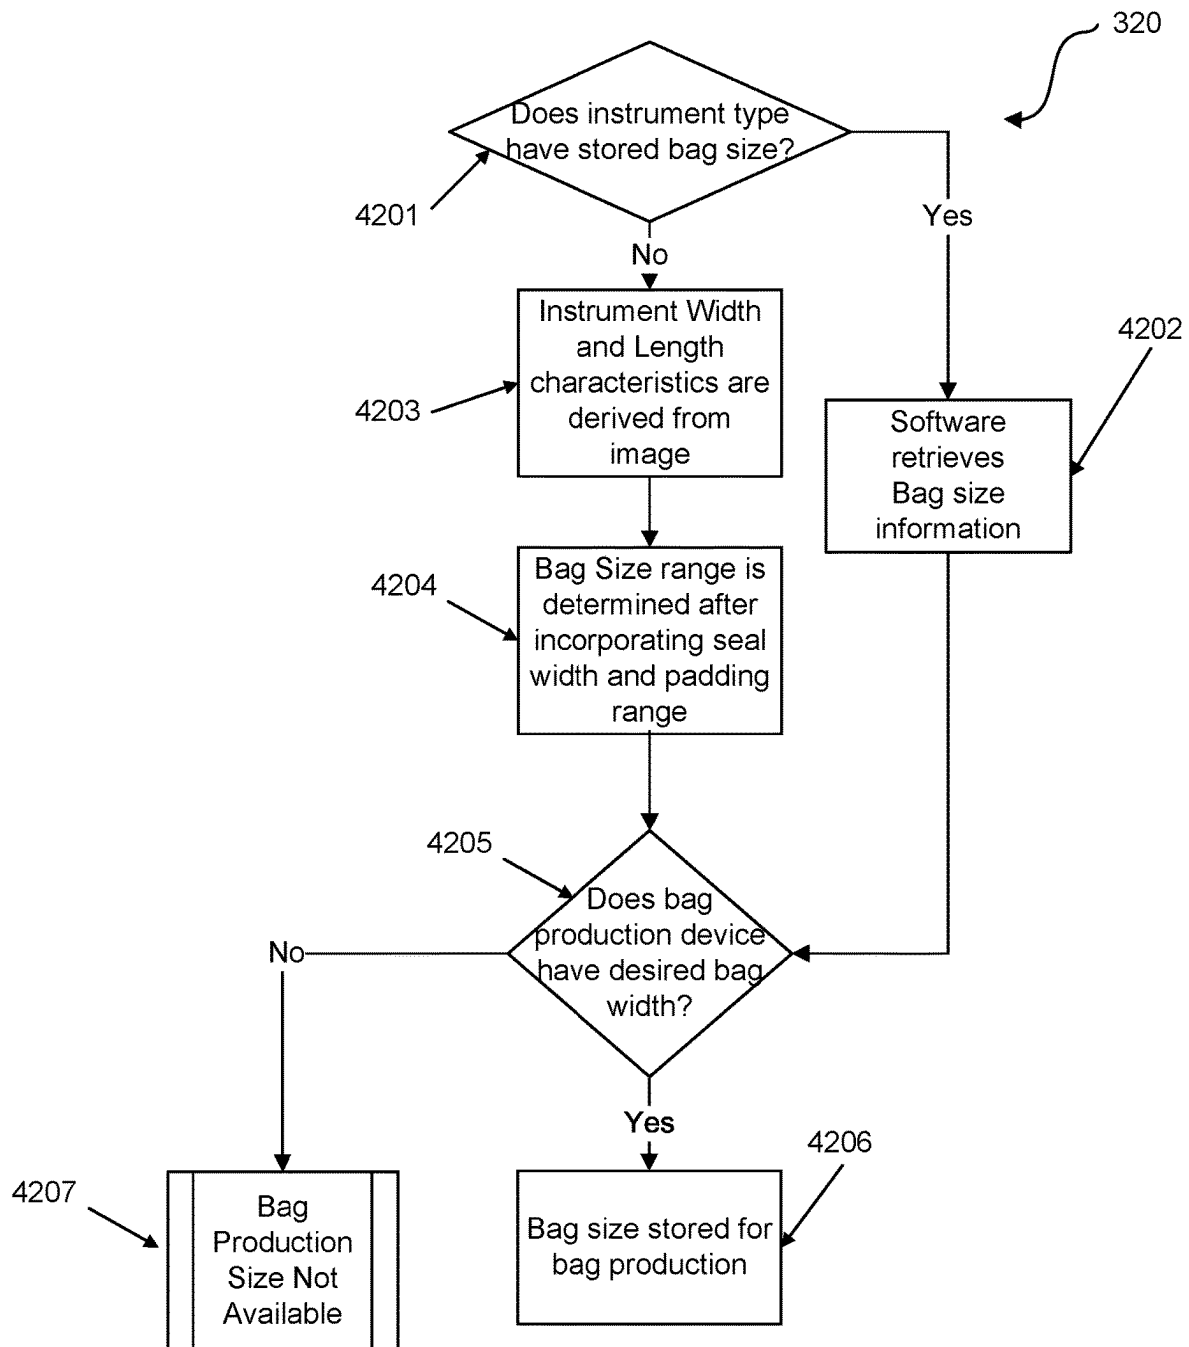 320
Does instrument type
have stored bag size?
4201
Yes
No
Instrument Width
and Length
characteristics are
derived from
image
4203
4202
Software
retrieves
Bag size
information
4204
Bag Size range is
determined after
incorporating seal
width and padding
range
4205
Does bag
production device
have desired bag
width?
No
Yes
4206
4207
Bag
Production
Size Not
Available
Bag size stored for
bag production